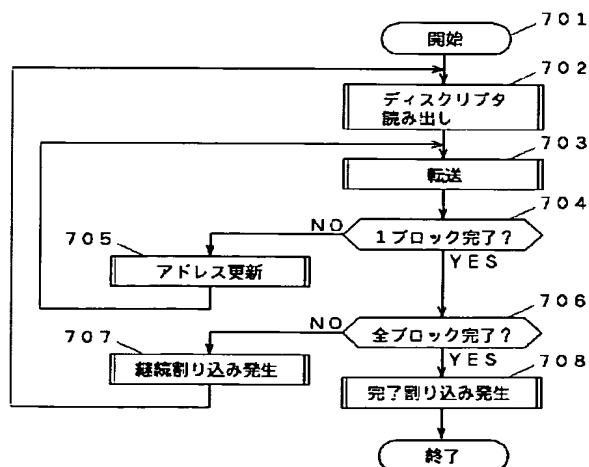 701
開始
702
ディスクリプタ
読み出し
703
転送
704
1ブロック完了?
NO
YES
705
アドレス更新
706
全ブロック完了?
NO
YES
707
継続割り込み発生
708
完了割り込み発生
終了